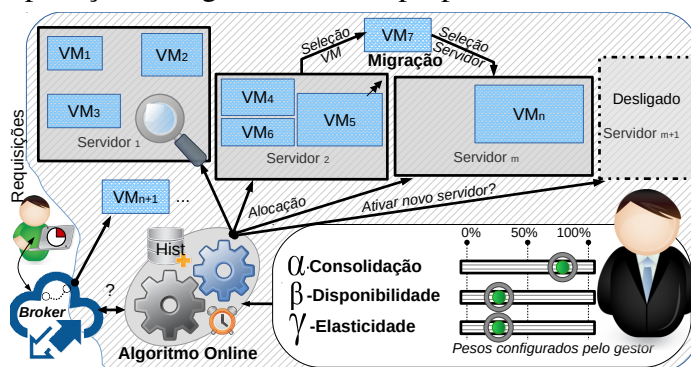 Seleção
VM
VM7
Seleção
Servidor
Migração
VM1
VM2
VM3
Servidor 1
VM4
VM6
VM5
Servidor 2
VMn
Servidor m
Desligado
Servidor m+1
Requisições
VMn+1
...
Alocação
Ativar novo servidor?
Hist
?
Broker
Algoritmo Online
0%
50%
100%
α-Consolidação
β-Disponibilidade
γ-Elasticidade
Pesos configurados pelo gestor